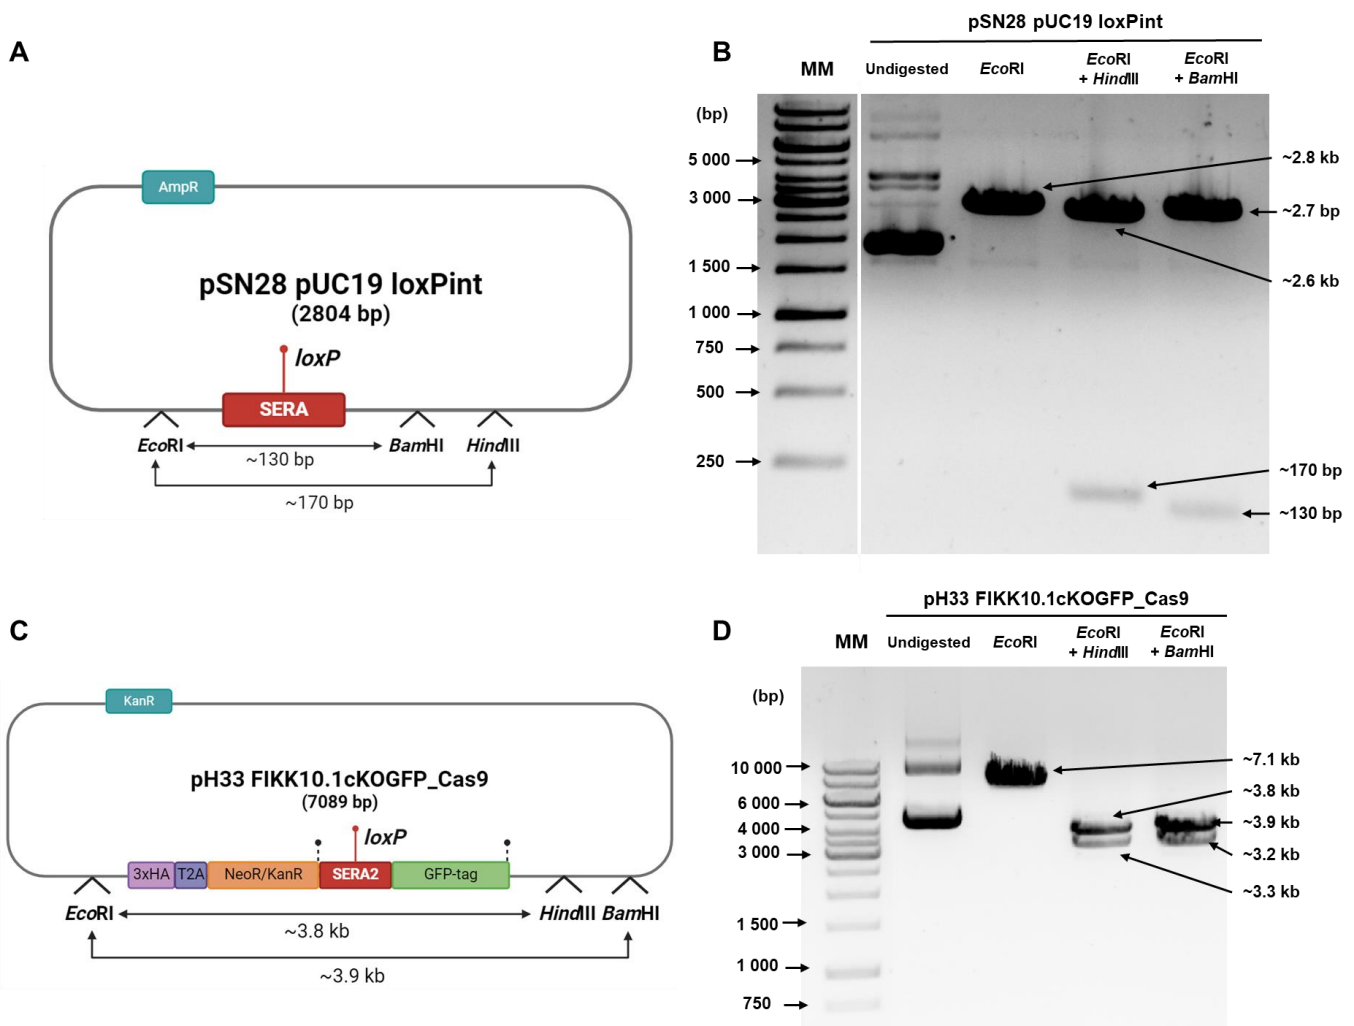 A
AmpR
pSN28 pUC19 loxPint
(2804 bp)
loxP
SERA
EcoRI
BamHI
HindIII
~130 bp
~170 bp
B
pSN28 pUC19 loxPint
MM
Undigested
EcoRI
EcoRI
+ HindIII
EcoRI
+ BamHI
(bp)
5 000
3 000
1 500
1 000
750
500
250
~2.8 kb
~2.7 bp
~2.6 kb
~170 bp
~130 bp
C
KanR
pH33 FIKK10.1cKOGFP_Cas9
(7089 bp)
loxP
3xHA
T2A
NeoR/KanR
SERA2
GFP-tag
EcoRI
HindIII
BamHI
~3.8 kb
~3.9 kb
D
pH33 FIKK10.1cKOGFP_Cas9
MM
Undigested
EcoRI
EcoRI
+ HindIII
EcoRI
+ BamHI
(bp)
10 000
6 000
4 000
3 000
1 500
1 000
750
~7.1 kb
~3.8 kb
~3.9 kb
~3.2 kb
~3.3 kb